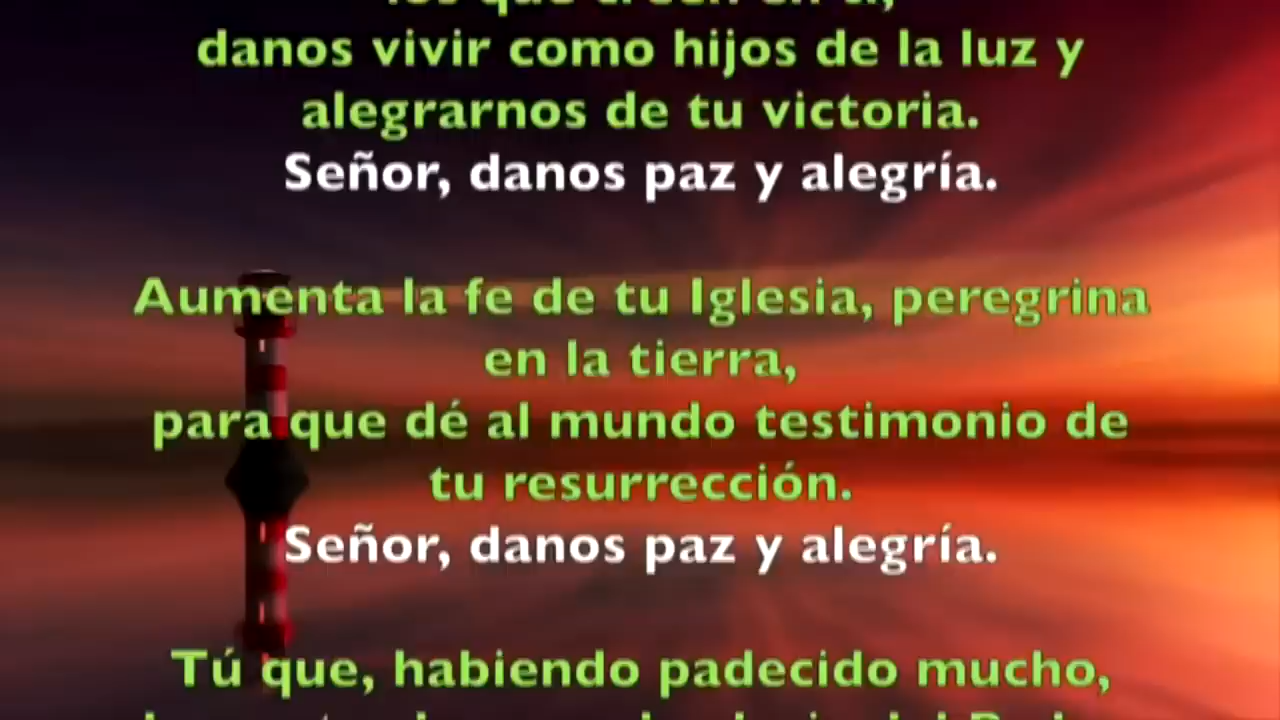 danos vivir como hijos de la luz y
alegrarnos de tu victoria.
Señor, danos paz y alegría.
Aumenta la fe de tu Iglesia, peregrina
en la tierra,
para que dé al mundo testimonio de
tu resurrección.
Señor, danos paz y alegría.
Tú que, habiendo padecido mucho,